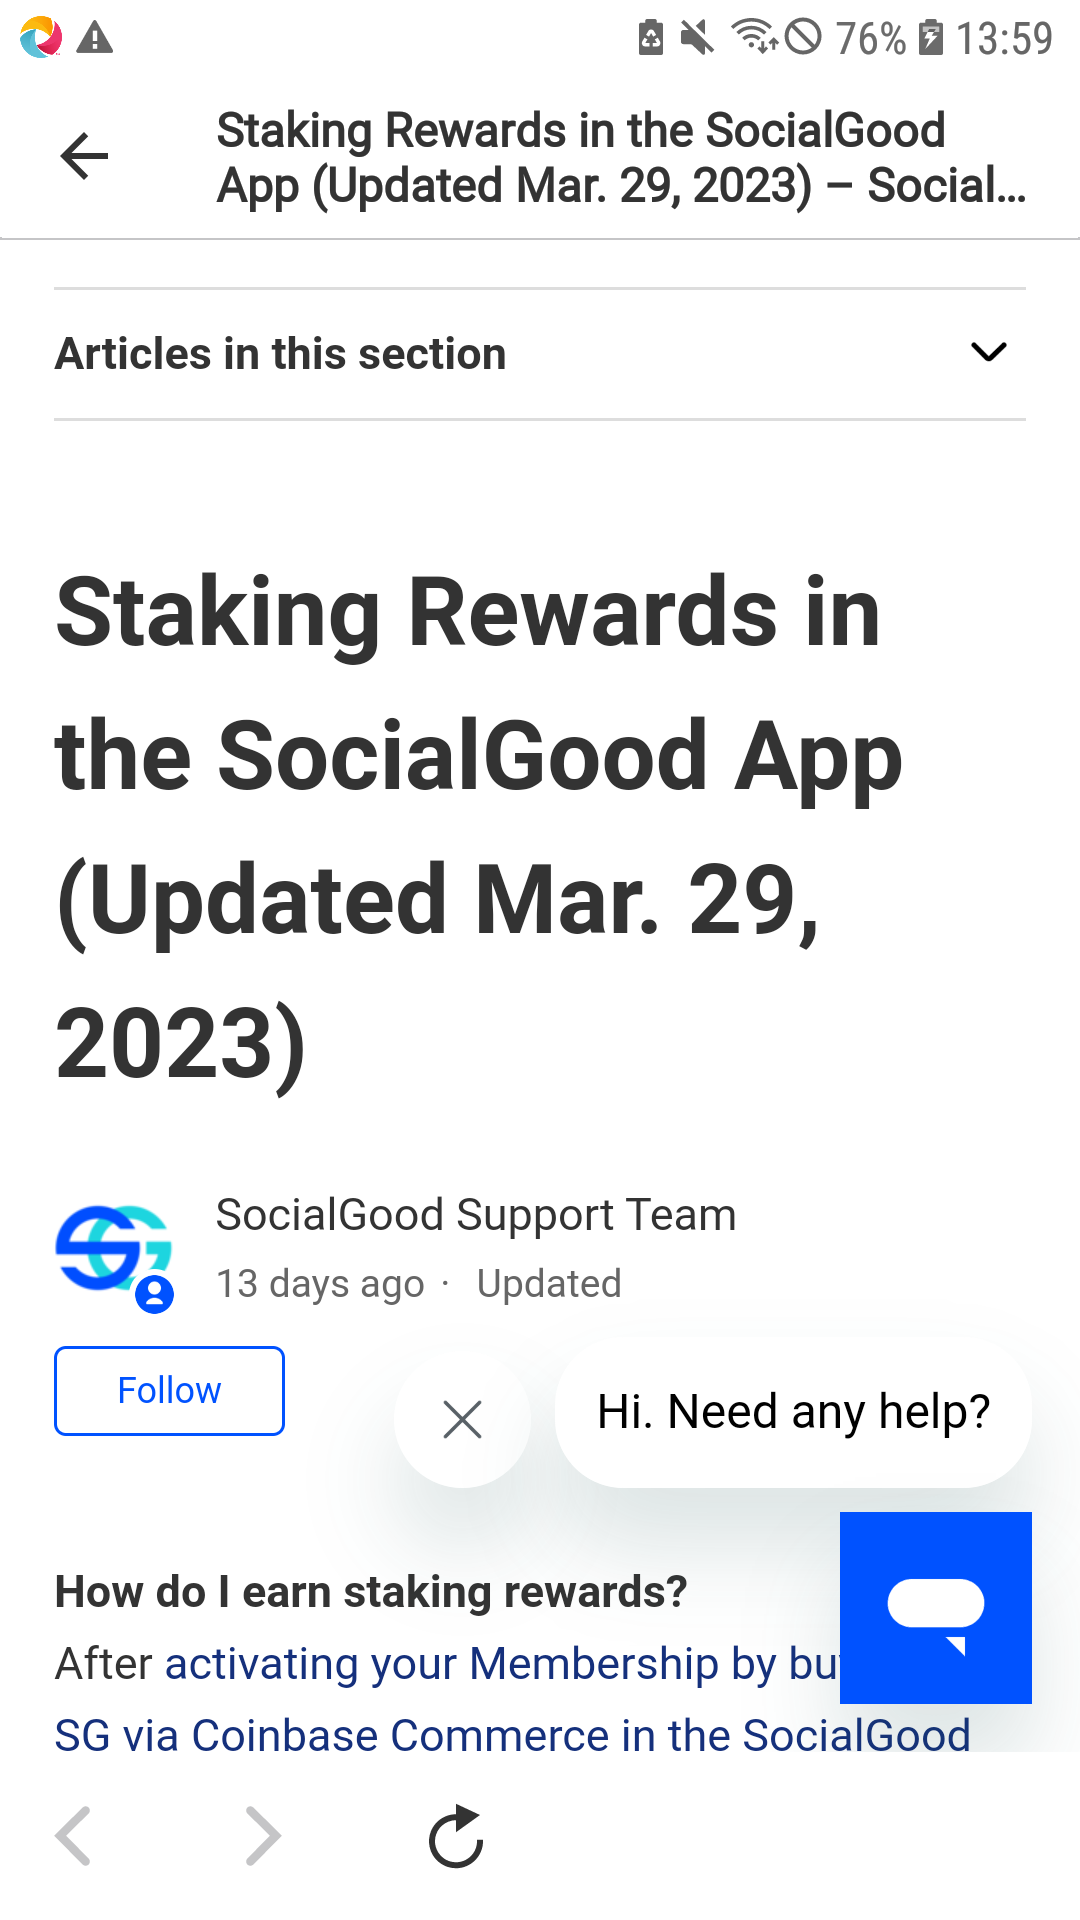 76% 13:59
Staking Rewards in the SocialGood
App (Updated Mar. 29, 2023) – Social...
Articles in this section
Staking Rewards in
the SocialGood App
(Updated Mar. 29,
2023)
SocialGood Support Team
13 days ago · Updated
Follow
Hi. Need any help?
How do I earn staking rewards?
After activating your Membership by
SG via Coinbase Commerce in the SocialGood